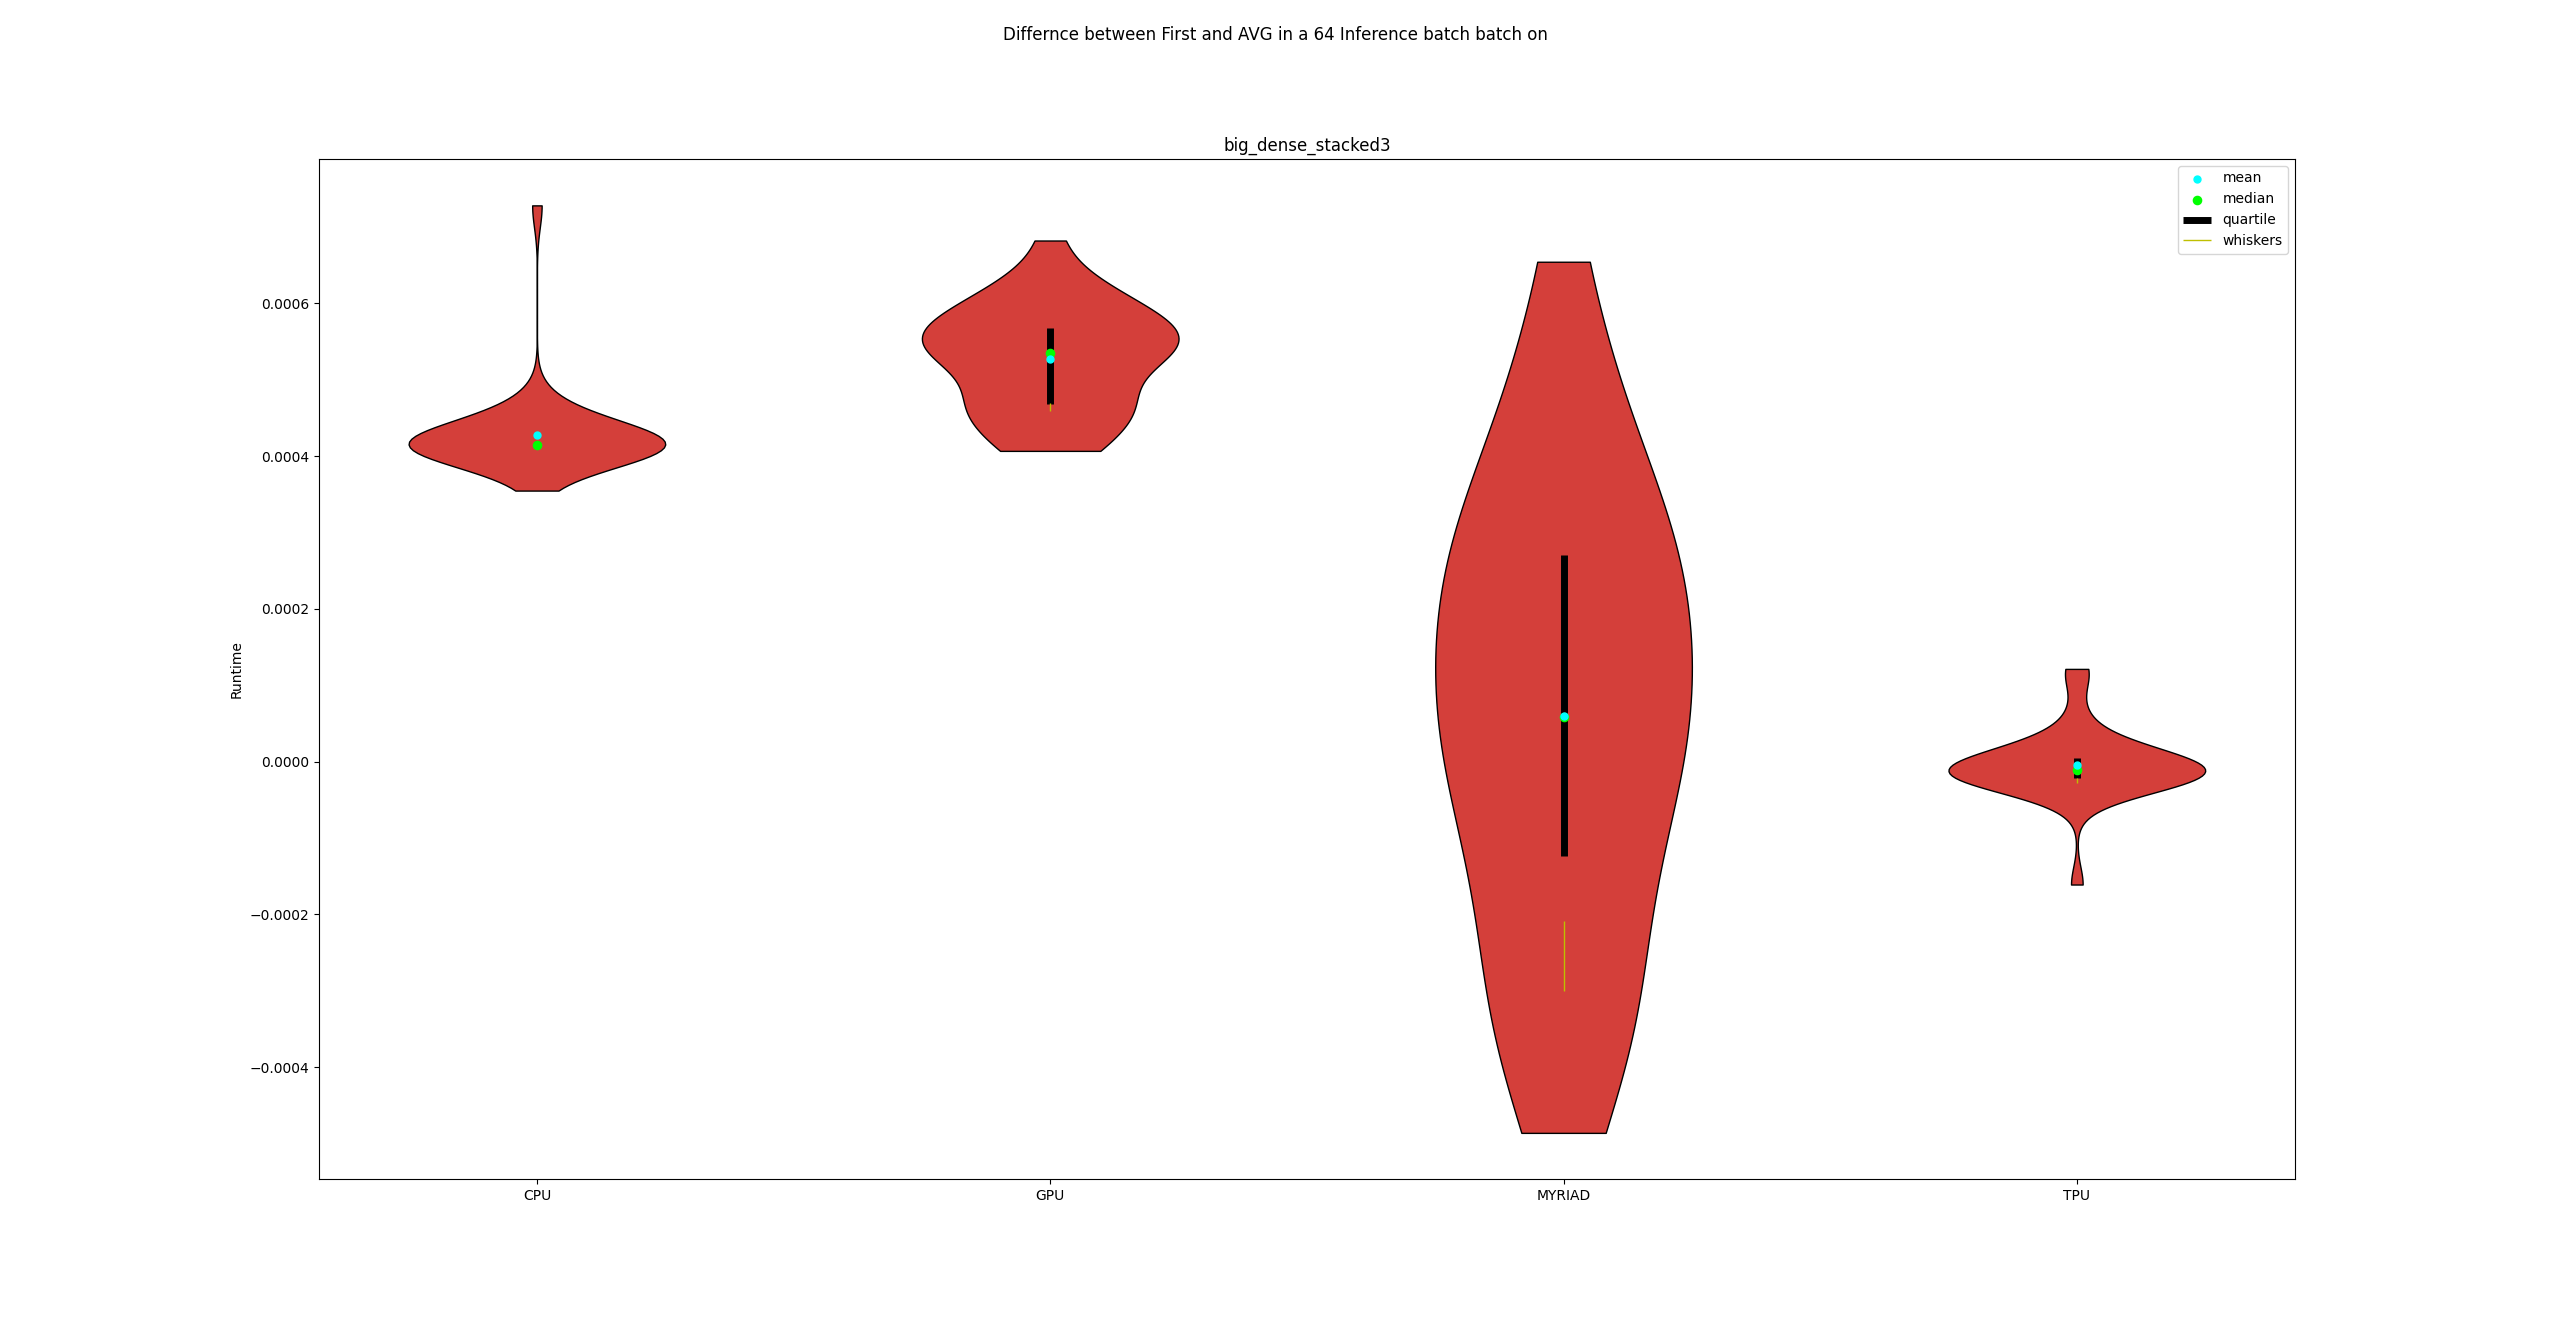 Differnce between First and AVG in a 64 Inference batch batch on
big_dense_stacked3
mean
median
quartile
whiskers
0.0006
0.0004
0.0002
0.0000
−0.0002
−0.0004
Runtime
CPU GPU MYRIAD TPU